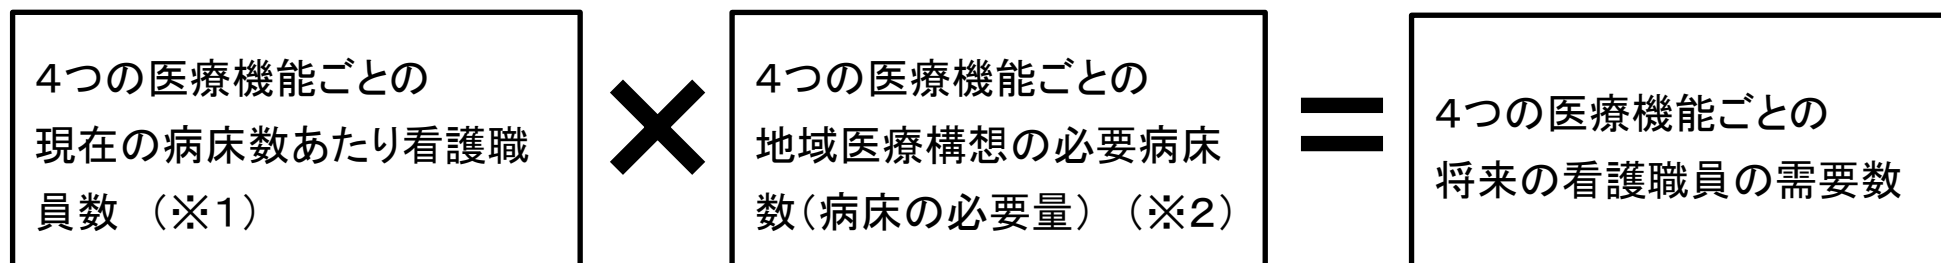 ４つの医療機能ごとの
現在の病床数あたり看護職
員数　（※１）
×
４つの医療機能ごとの
地域医療構想の必要病床
数（病床の必要量）　（※２）
＝
４つの医療機能ごとの
将来の看護職員の需要数